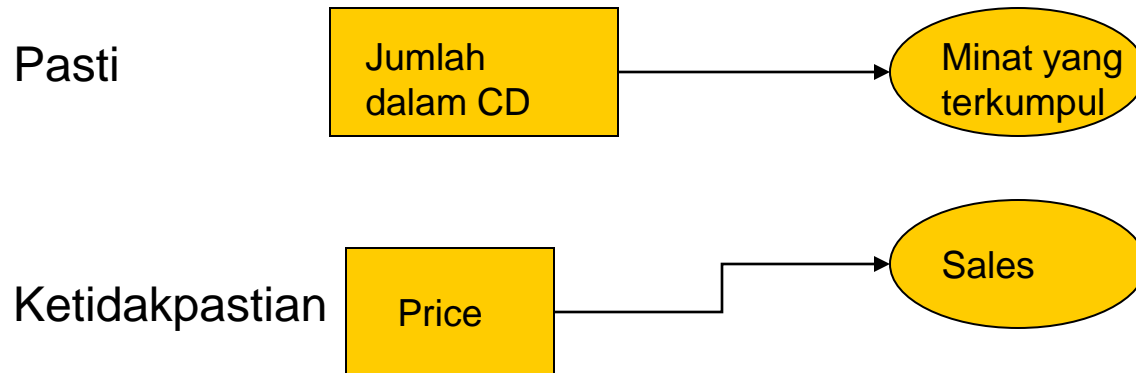 Pasti
Jumlah
dalam CD
Minat yang
terkumpul
Ketidakpastian
Price
Sales